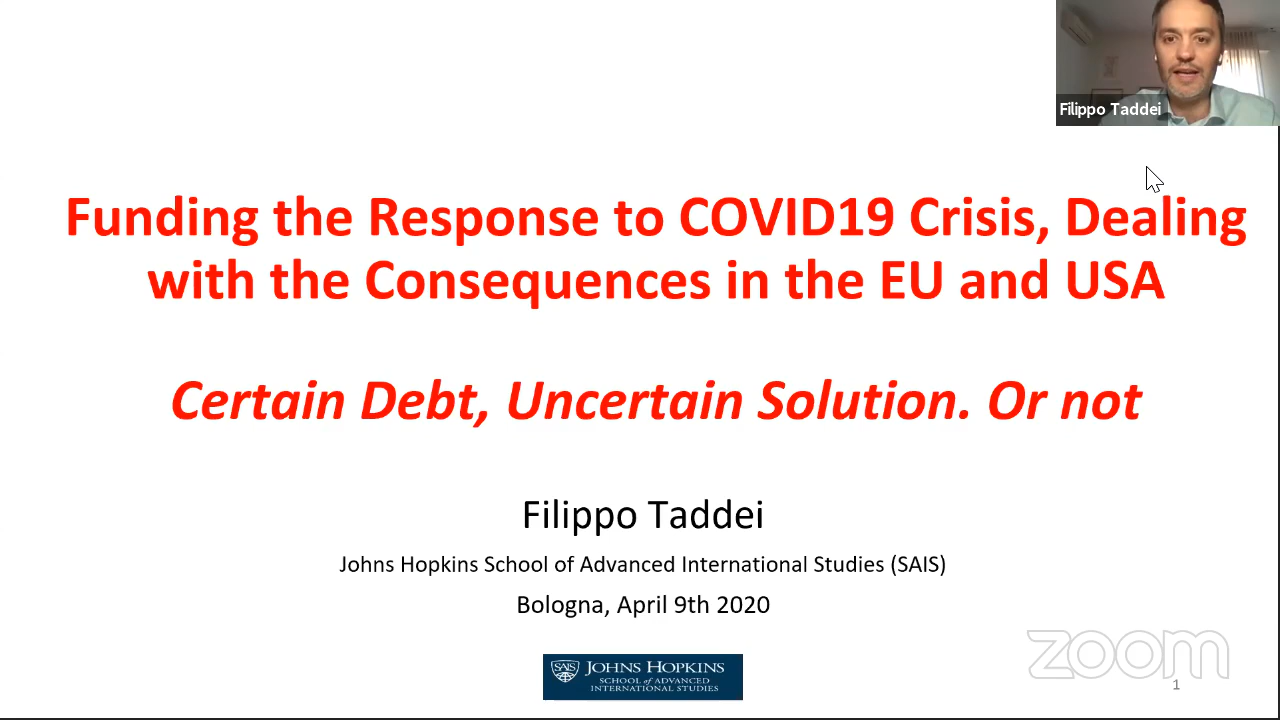 Filippo Taddei
Funding the Response to COVID19 Crisis, Dealing
with the Consequences in the EU and USA
Certain Debt, Uncertain Solution. Or not
Filippo Taddei
Johns Hopkins School of Advanced International Studies (SAIS)
Bologna, April 9th 2020
SAIS
JOHNS HOPKINS
SCHOOL of ADVANCED
INTERNATIONAL STUDIES
zoom
1